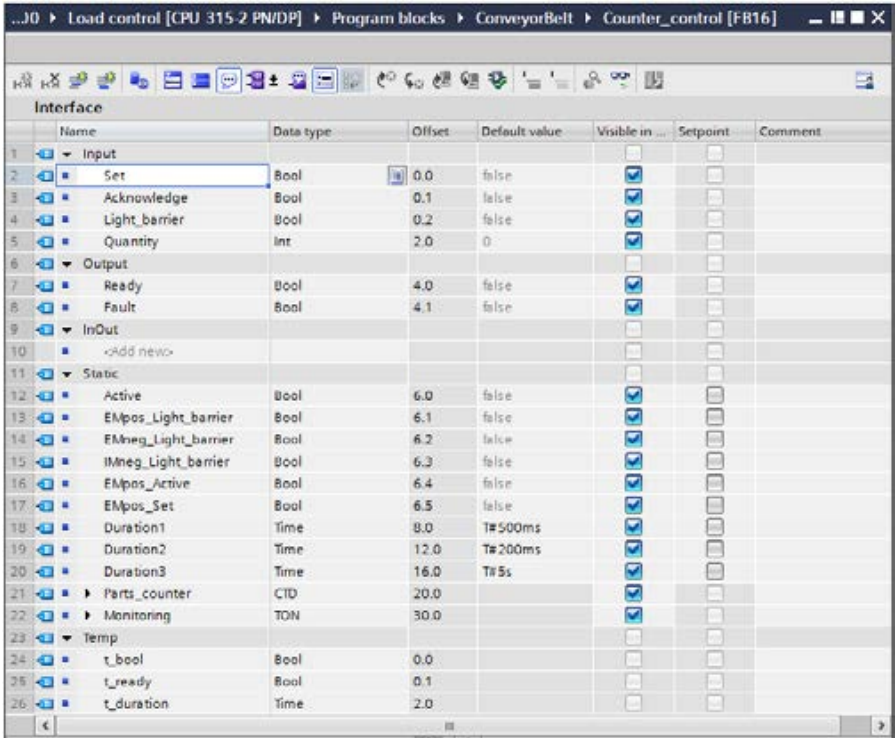 ...J0 ▸ Load control [CPU 315-2 PN/DP] ▸ Program blocks ▸ ConveyorBelt ▸ Counter_control [FB16]
Interface
Name Data type Offset Default value Visible in ... Setpoint Comment
1 Input
2 Set Bool 0.0 false
3 Acknowledge Bool 0.1 false
4 Light_barrier Bool 0.2 false
5 Quantity Int 2.0 0
6 Output
7 Ready Bool 4.0 false
8 Fault Bool 4.1 false
9 InOut
10 <Add new>
11 Static
12 Active Bool 6.0 false
13 EMpos_Light_barrier Bool 6.1 false
14 EMneg_Light_barrier Bool 6.2 false
15 IMneg_Light_barrier Bool 6.3 false
16 EMpos_Active Bool 6.4 false
17 EMpos_Set Bool 6.5 false
18 Duration1 Time 8.0 T#500ms
19 Duration2 Time 12.0 T#200ms
20 Duration3 Time 16.0 T#5s
21 Parts_counter CTD 20.0
22 Monitoring TON 30.0
23 Temp
24 t_bool Bool 0.0
25 t_ready Bool 0.1
26 t_duration Time 2.0